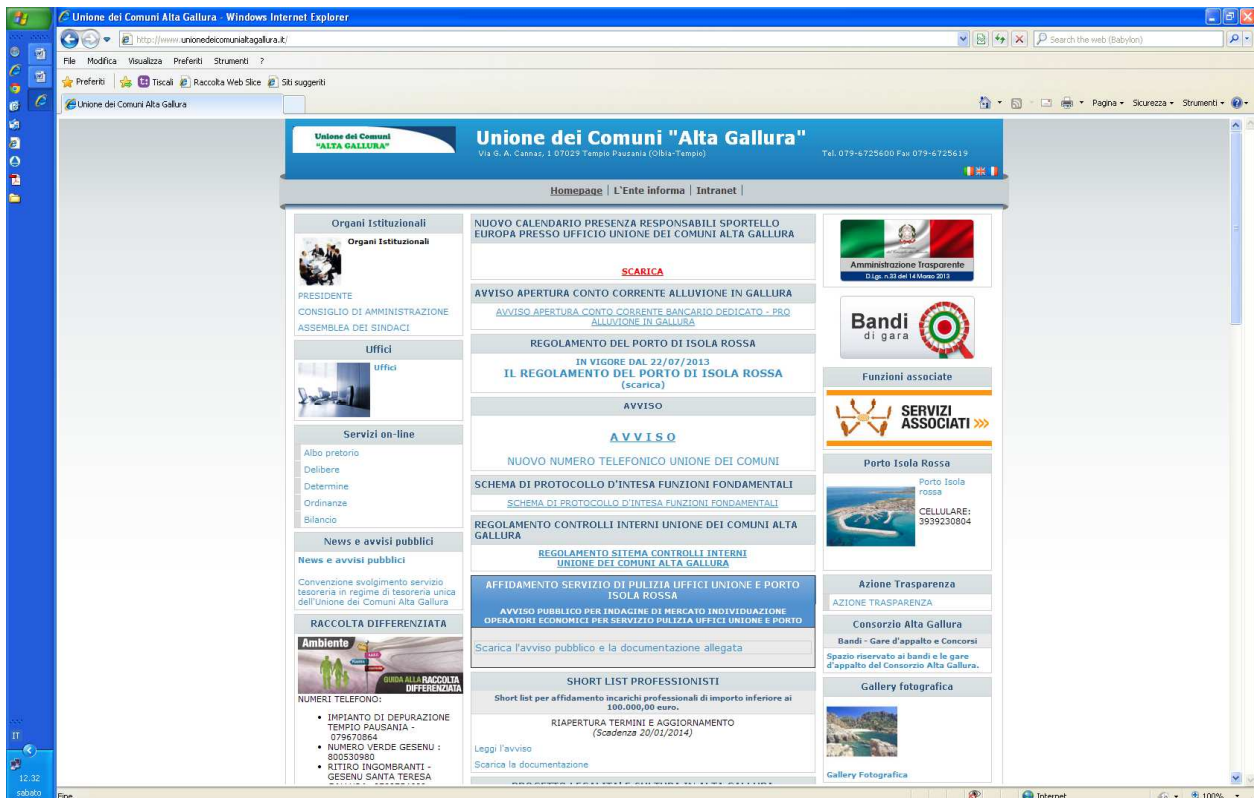 Unione dei Comuni Alta Gallura - Windows Internet Explorer
http://www.unionedeicomunialtagallura.it/
Search the web (Babylon)
File Modifica Visualizza Preferiti Strumenti ?
Preferiti Tiscali Raccolta Web Slice Siti suggeriti
Unione dei Comuni Alta Gallura
Pagina Sicurezza Strumenti
Unione dei Comuni
"ALTA GALLURA"
Unione dei Comuni "Alta Gallura"
Via G. A. Cannas, 1 07029 Tempio Pausania (Olbia-Tempio)
Tel. 079-6725600 Fax 079-6725619
Homepage | L'Ente informa | Intranet |
Organi Istituzionali
Organi Istituzionali
PRESIDENTE
CONSIGLIO DI AMMINISTRAZIONE
ASSEMBLEA DEI SINDACI
Uffici
Uffici
Servizi on-line
Albo pretorio
Delibere
Determine
Ordinanze
Bilancio
News e avvisi pubblici
News e avvisi pubblici
Convenzione svolgimento servizio
tesoreria in regime di tesoreria unica
dell'Unione dei Comuni Alta Gallura
RACCOLTA DIFFERENZIATA
Ambiente
GUIDA ALLA RACCOLTA
DIFFERENZIATA
NUMERI TELEFONO:
• IMPIANTO DI DEPURAZIONE
TEMPIO PAUSANIA -
079670864
• NUMERO VERDE GESENU :
800530980
• RITIRO INGOMBRANTI -
GESENU SANTA TERESA
NUOVO CALENDARIO PRESENZA RESPONSABILI SPORTELLO
EUROPA PRESSO UFFICIO UNIONE DEI COMUNI ALTA GALLURA
SCARICA
AVVISO APERTURA CONTO CORRENTE ALLUVIONE IN GALLURA
AVVISO APERTURA CONTO CORRENTE BANCARIO DEDICATO - PRO
ALLUVIONE IN GALLURA
REGOLAMENTO DEL PORTO DI ISOLA ROSSA
IN VIGORE DAL 22/07/2013
IL REGOLAMENTO DEL PORTO DI ISOLA ROSSA
(scarica)
AVVISO
A V V I S O
NUOVO NUMERO TELEFONICO UNIONE DEI COMUNI
SCHEMA DI PROTOCOLLO D'INTESA FUNZIONI FONDAMENTALI
SCHEMA DI PROTOCOLLO D'INTESA FUNZIONI FONDAMENTALI
REGOLAMENTO CONTROLLI INTERNI UNIONE DEI COMUNI ALTA
GALLURA
REGOLAMENTO SITEMA CONTROLLI INTERNI
UNIONE DEI COMUNI ALTA GALLURA
AFFIDAMENTO SERVIZIO DI PULIZIA UFFICI UNIONE E PORTO
ISOLA ROSSA
AVVISO PUBBLICO PER INDAGINE DI MERCATO INDIVIDUAZIONE
OPERATORI ECONOMICI PER SERVIZIO PULIZIA UFFICI UNIONE E PORTO
Scarica l'avviso pubblico e la documentazione allegata
SHORT LIST PROFESSIONISTI
Short list per affidamento incarichi professionali di importo inferiore ai
100.000,00 euro.
RIAPERTURA TERMINI E AGGIORNAMENTO
(Scadenza 20/01/2014)
Leggi l'avviso
Scarica la documentazione
Amministrazione Trasparente
D.Lgs. n.33 del 14 Marzo 2013
Bandi
di gara
Funzioni associate
SERVIZI
ASSOCIATI >>>
Porto Isola Rossa
Porto Isola
rossa
CELLULARE:
3939230804
Azione Trasparenza
AZIONE TRASPARENZA
Consorzio Alta Gallura
Bandi - Gare d'appalto e Concorsi
Spazio riservato ai bandi e le gare
d'appalto del Consorzio Alta Gallura.
Gallery fotografica
Gallery Fotografica
IT
12.32
sabato
Fine
Internet
100%